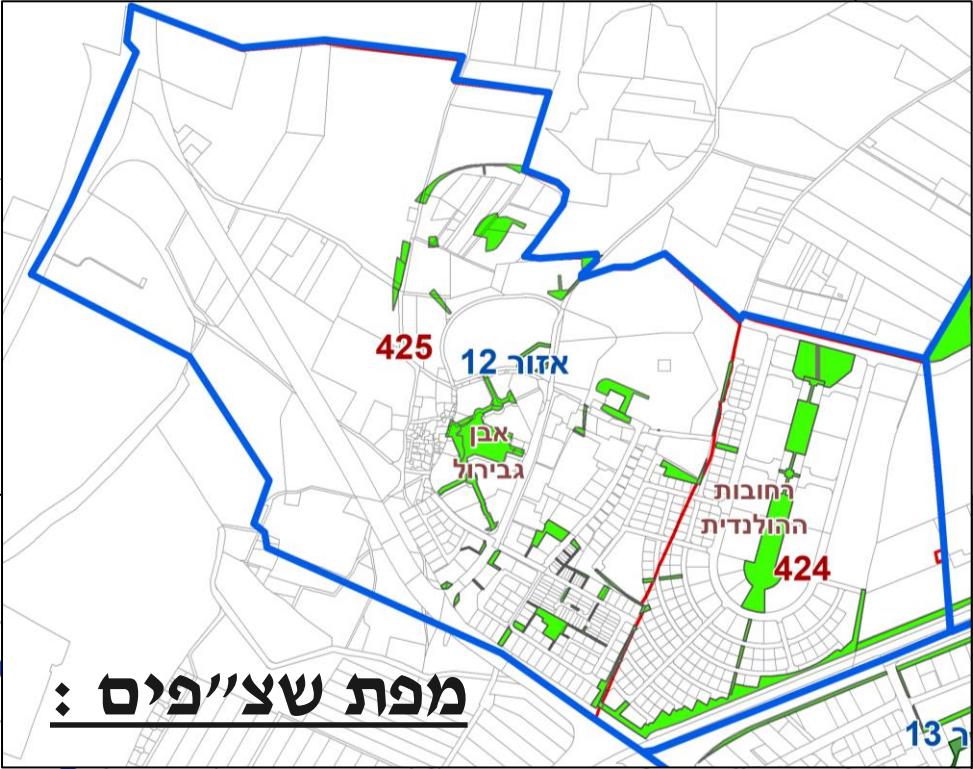 425
אזור 12
אבן
גבירול
רחובות
ההולנדית
424
מפת שצ״פים :
ר 13